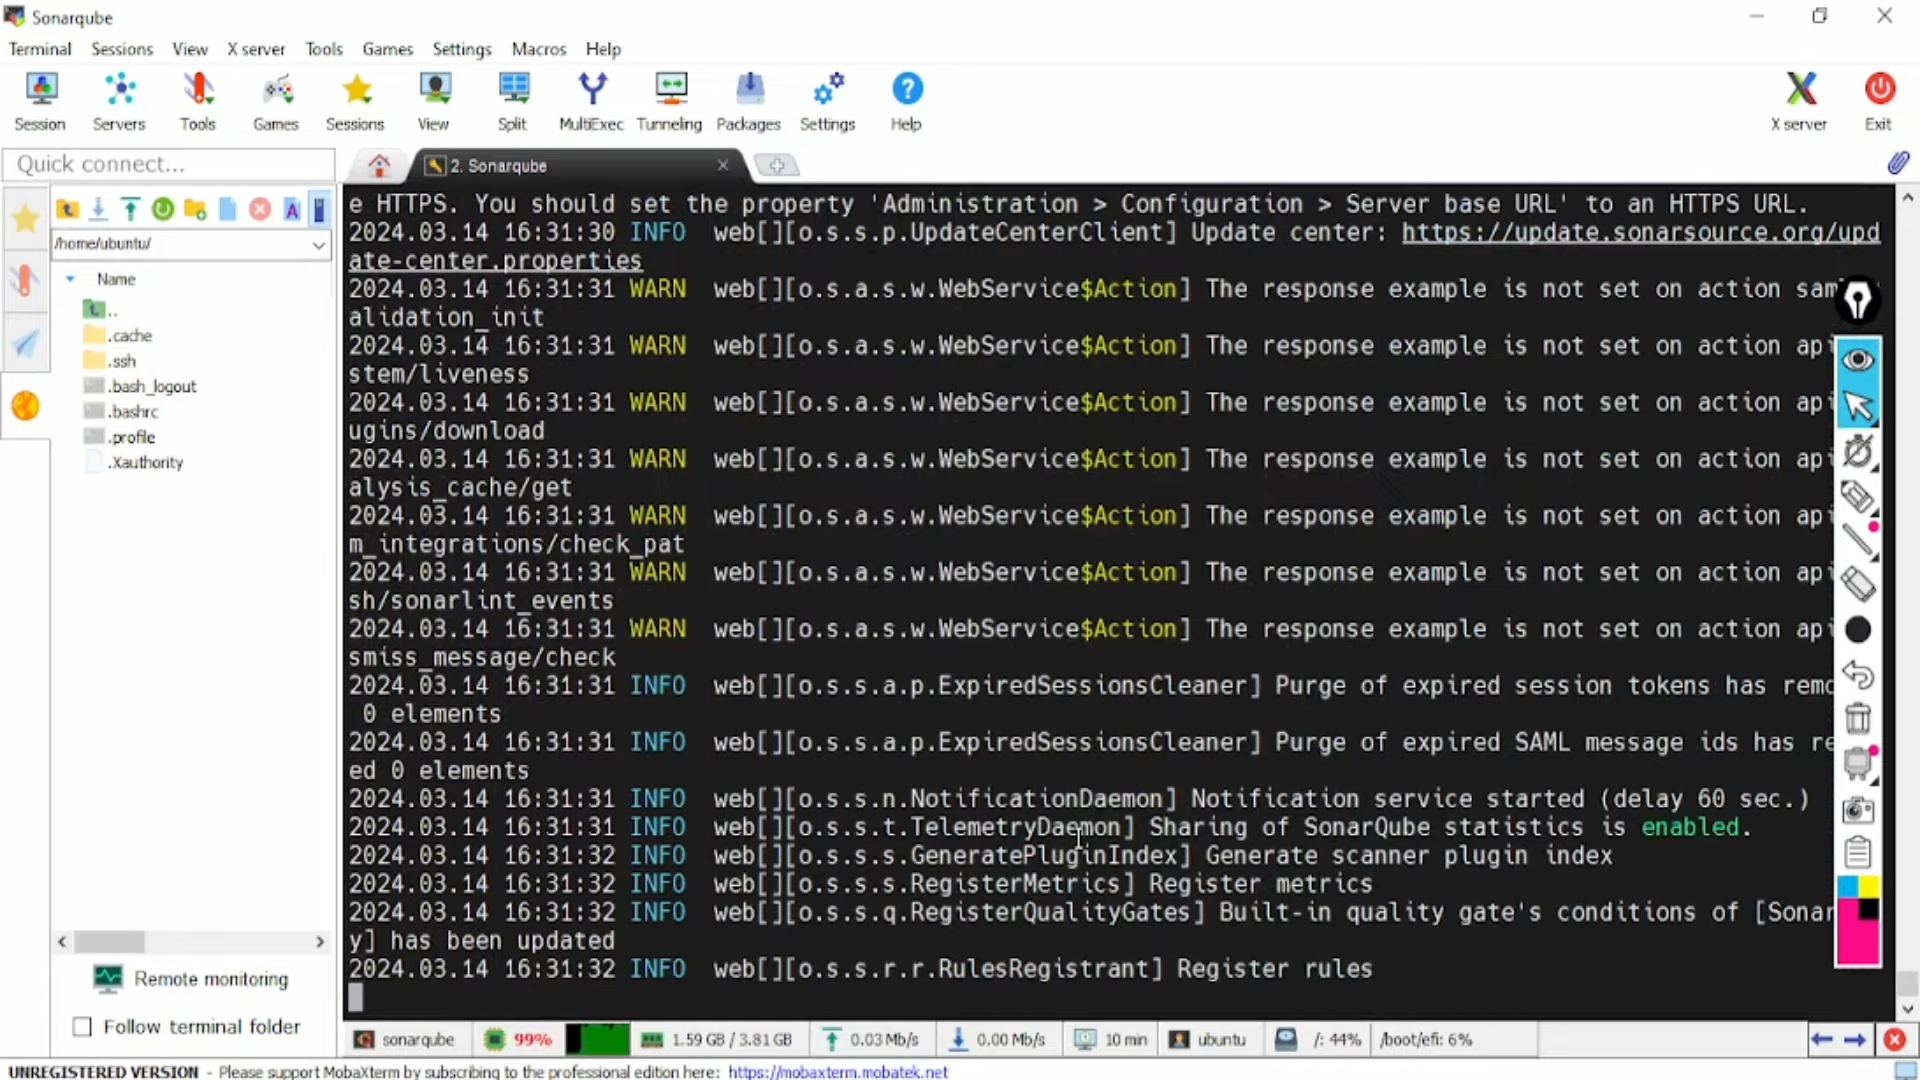 Sonarqube
Terminal Sessions View X server Tools Games Settings Macros Help
Session Servers Tools Games Sessions View Split MultiExec Tunneling Packages Settings Help X server Exit
Quick connect...
2. Sonarqube
/home/ubuntu/
Name
..
.cache
.ssh
.bash_logout
.bashrc
.profile
.Xauthority
Remote monitoring
Follow terminal folder
e HTTPS. You should set the property 'Administration > Configuration > Server base URL' to an HTTPS URL.
2024.03.14 16:31:30 INFO web[][o.s.s.p.UpdateCenterClient] Update center: https://update.sonarsource.org/upd
ate-center.properties
2024.03.14 16:31:31 WARN web[][o.s.a.s.w.WebService$Action] The response example is not set on action sam
alidation_init
2024.03.14 16:31:31 WARN web[][o.s.a.s.w.WebService$Action] The response example is not set on action api
stem/liveness
2024.03.14 16:31:31 WARN web[][o.s.a.s.w.WebService$Action] The response example is not set on action api
ugins/download
2024.03.14 16:31:31 WARN web[][o.s.a.s.w.WebService$Action] The response example is not set on action api
alysis_cache/get
2024.03.14 16:31:31 WARN web[][o.s.a.s.w.WebService$Action] The response example is not set on action api
m_integrations/check_pat
2024.03.14 16:31:31 WARN web[][o.s.a.s.w.WebService$Action] The response example is not set on action api
sh/sonarlint_events
2024.03.14 16:31:31 WARN web[][o.s.a.s.w.WebService$Action] The response example is not set on action api
smiss_message/check
2024.03.14 16:31:31 INFO web[][o.s.s.a.p.ExpiredSessionsCleaner] Purge of expired session tokens has remo
0 elements
2024.03.14 16:31:31 INFO web[][o.s.s.a.p.ExpiredSessionsCleaner] Purge of expired SAML message ids has re
ed 0 elements
2024.03.14 16:31:31 INFO web[][o.s.s.n.NotificationDaemon] Notification service started (delay 60 sec.)
2024.03.14 16:31:31 INFO web[][o.s.s.t.TelemetryDaemon] Sharing of SonarQube statistics is enabled.
2024.03.14 16:31:32 INFO web[][o.s.s.s.GeneratePluginIndex] Generate scanner plugin index
2024.03.14 16:31:32 INFO web[][o.s.s.s.RegisterMetrics] Register metrics
2024.03.14 16:31:32 INFO web[][o.s.s.q.RegisterQualityGates] Built-in quality gate's conditions of [Sonar
y] has been updated
2024.03.14 16:31:32 INFO web[][o.s.s.r.r.RulesRegistrant] Register rules
sonarqube 99% 1.59 GB / 3.81 GB 0.03 Mb/s 0.00 Mb/s 10 min ubuntu /: 44% /boot/efi: 6%
UNREGISTERED VERSION - Please support MobaXterm by subscribing to the professional edition here: https://mobaxterm.mobatek.net